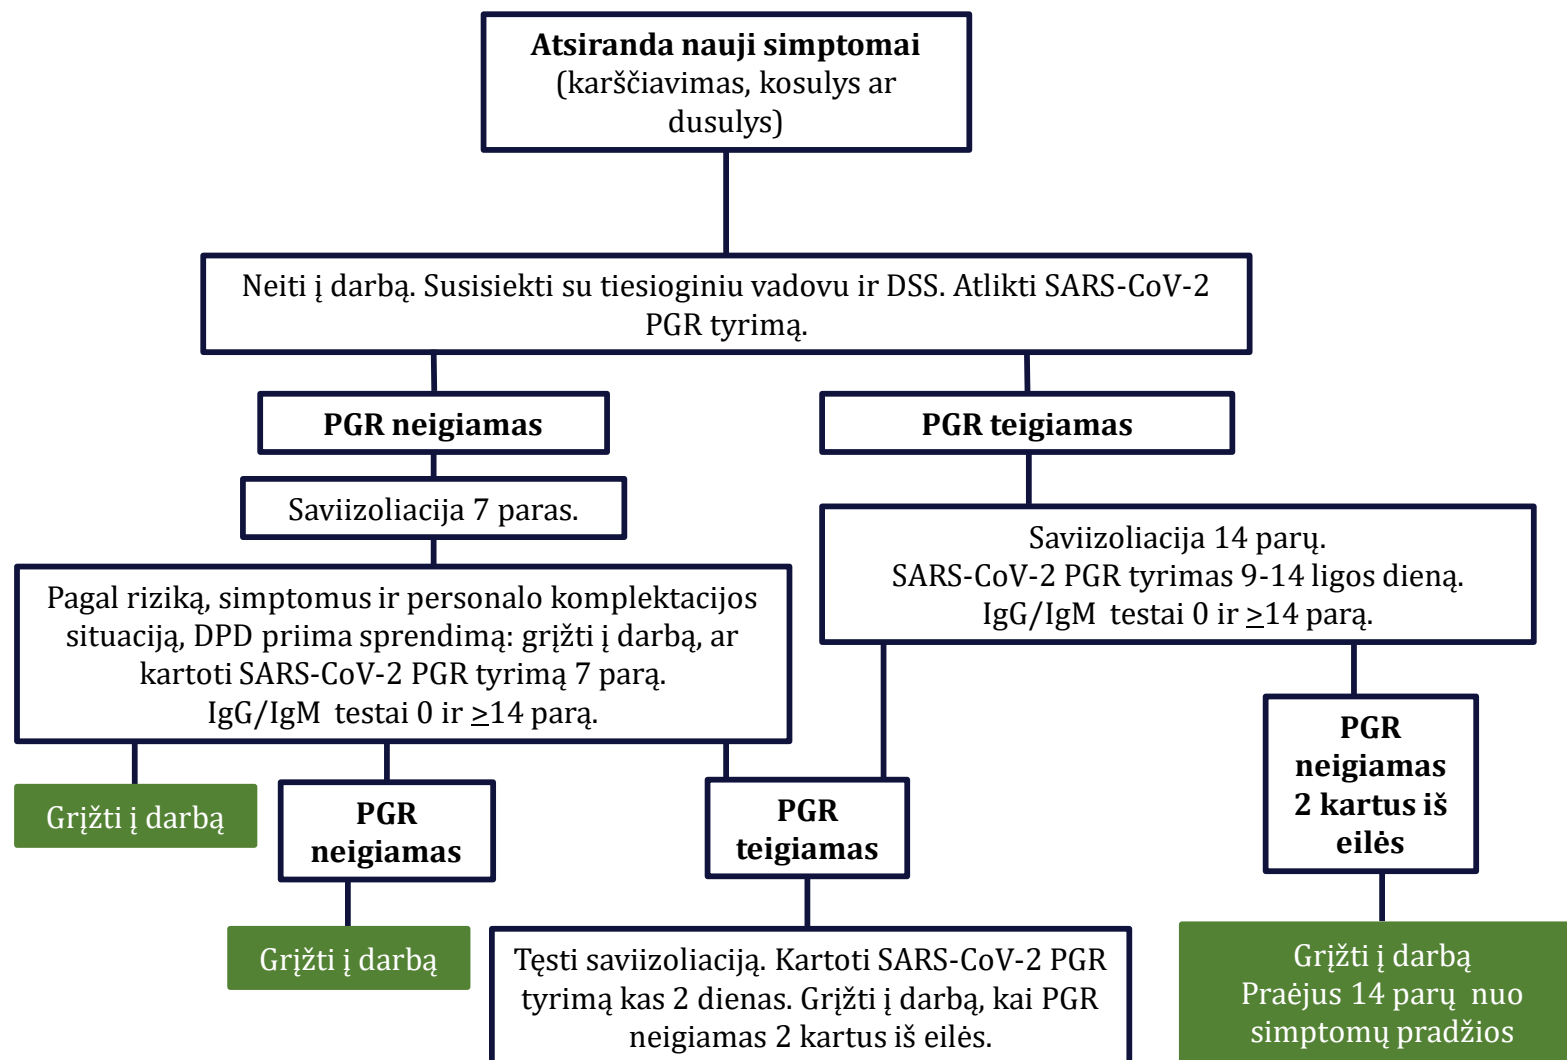 Atsiranda nauji simptomai
(karščiavimas, kosulys ar
dusulys)
Neiti į darbą. Susisiekti su tiesioginiu vadovu ir DSS. Atlikti SARS-CoV-2
PGR tyrimą.
PGR neigiamas
PGR teigiamas
Saviizoliacija 7 paras.
Saviizoliacija 14 parų.
SARS-CoV-2 PGR tyrimas 9-14 ligos dieną.
IgG/IgM  testai 0 ir ≥14 parą.
Pagal riziką, simptomus ir personalo komplektacijos
situaciją, DPD priima sprendimą: grįžti į darbą, ar
kartoti SARS-CoV-2 PGR tyrimą 7 parą.
IgG/IgM  testai 0 ir ≥14 parą.
Grįžti į darbą
PGR
neigiamas
PGR
teigiamas
PGR
neigiamas
2 kartus iš
eilės
Grįžti į darbą
Tęsti saviizoliaciją. Kartoti SARS-CoV-2 PGR
tyrimą kas 2 dienas. Grįžti į darbą, kai PGR
neigiamas 2 kartus iš eilės.
Grįžti į darbą
Praėjus 14 parų  nuo
simptomų pradžios